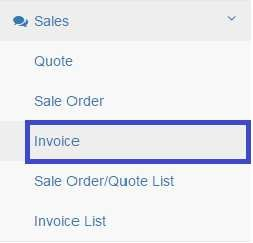 Sales
Quote
Sale Order
Invoice
Sale Order/Quote List
Invoice List